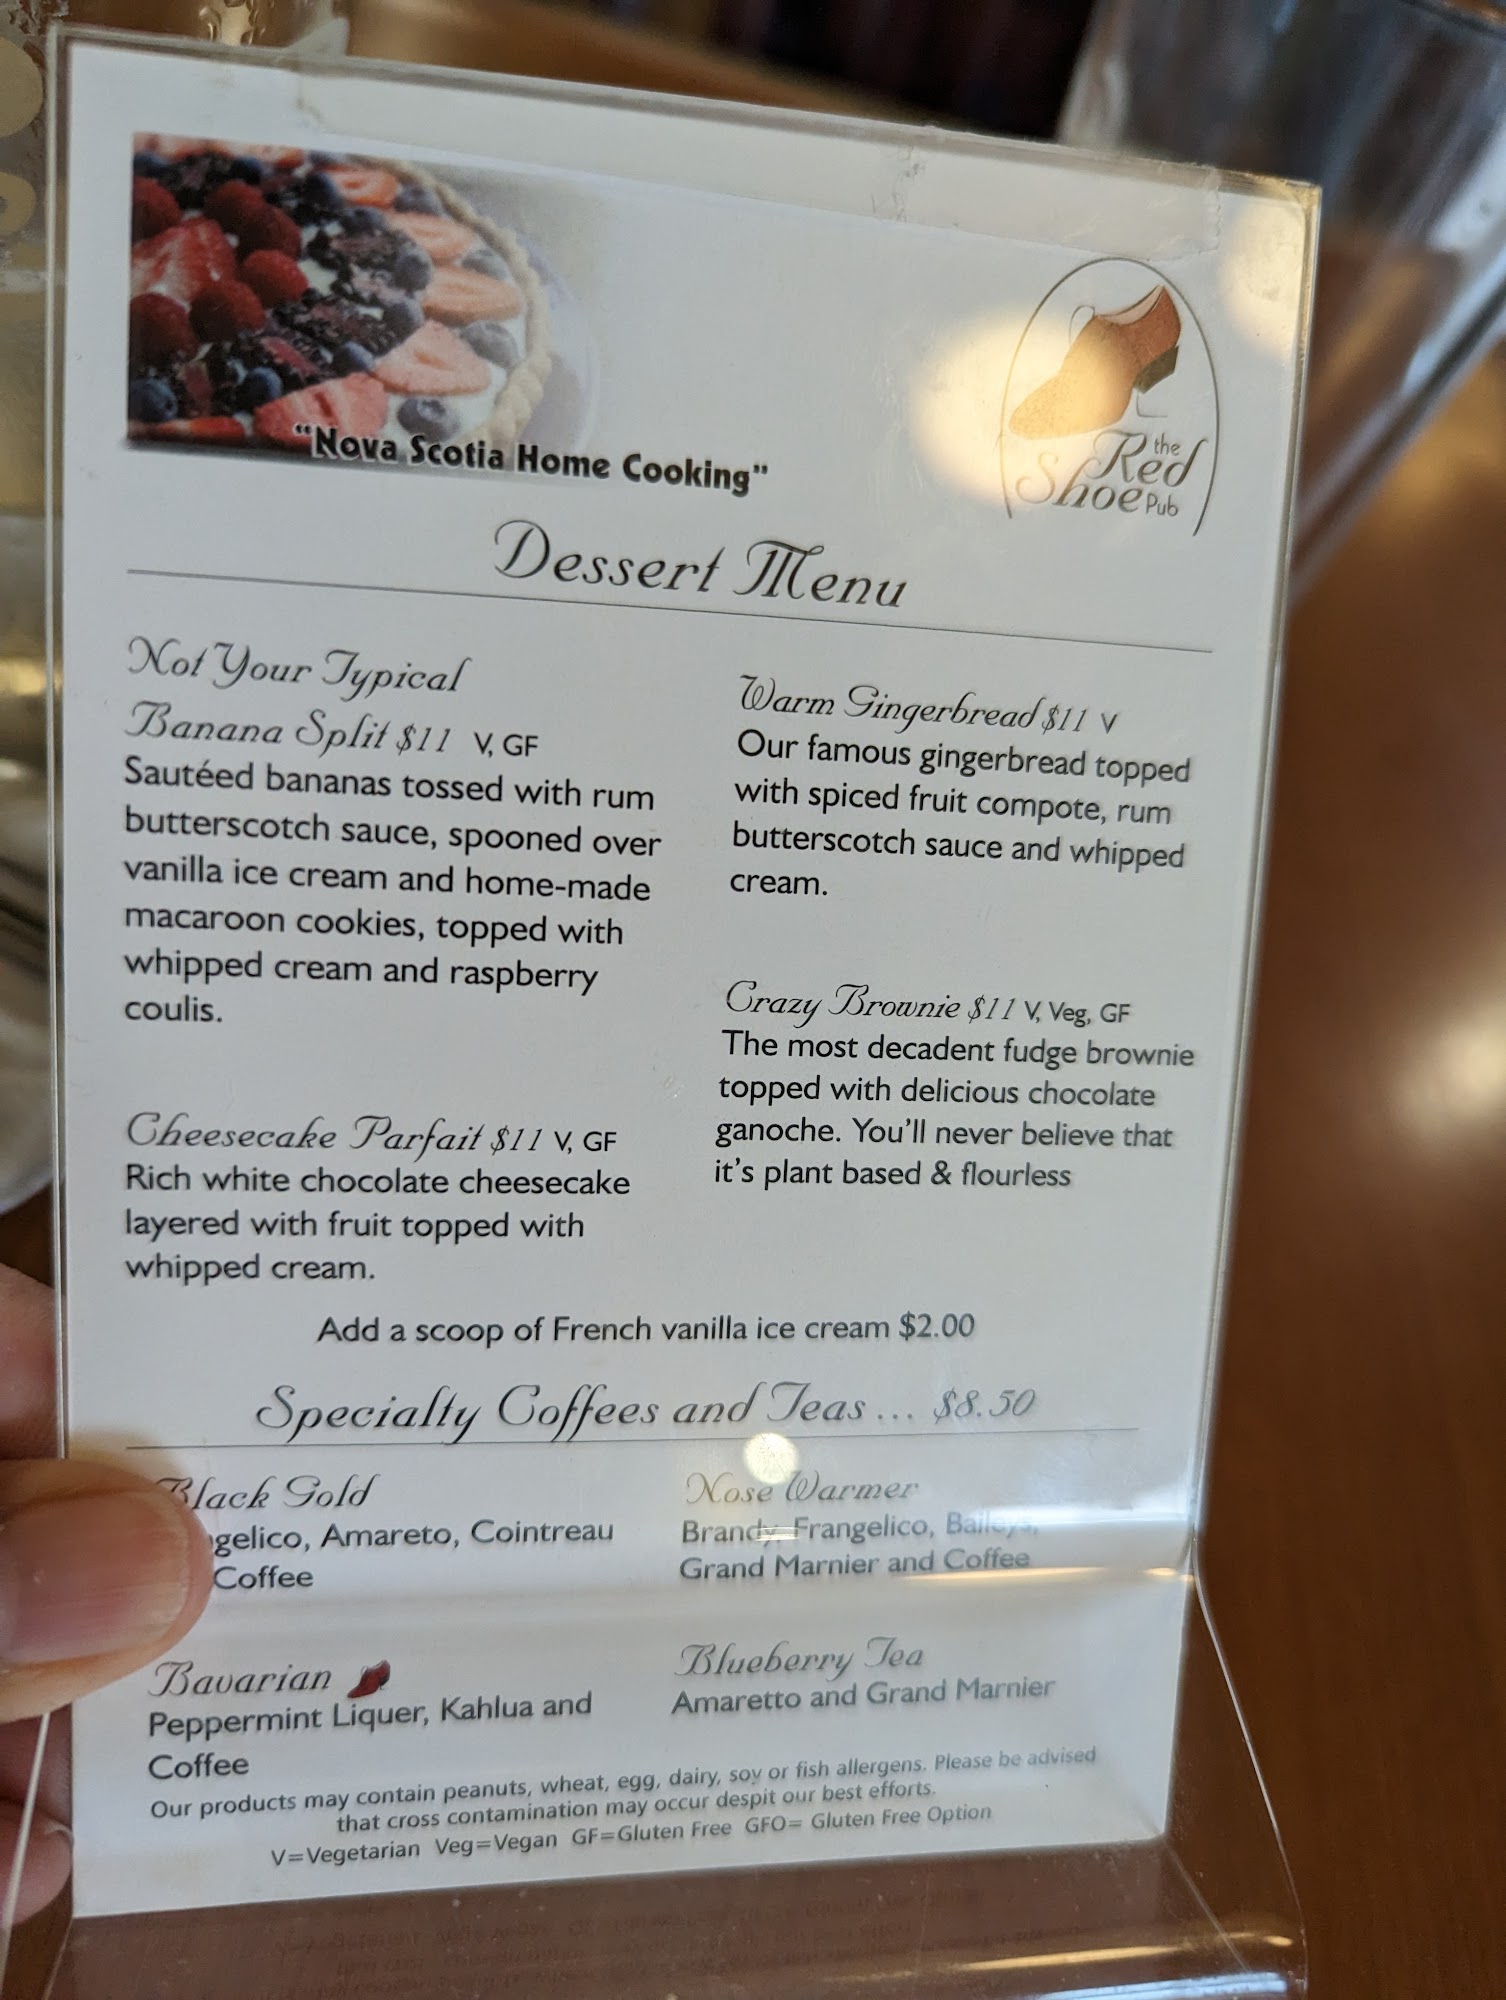 "Nova Scotia Home Cooking"
the
Red
Shoe Pub
Dessert Menu
Not Your Typical
Banana Split $11 V, GF
Sautéed bananas tossed with rum
butterscotch sauce, spooned over
vanilla ice cream and home-made
macaroon cookies, topped with
whipped cream and raspberry
coulis.
Cheesecake Parfait $11 V, GF
Rich white chocolate cheesecake
layered with fruit topped with
whipped cream.
Warm Gingerbread $11 V
Our famous gingerbread topped
with spiced fruit compote, rum
butterscotch sauce and whipped
cream.
Crazy Brownie $11 V, Veg, GF
The most decadent fudge brownie
topped with delicious chocolate
ganoche. You'll never believe that
it's plant based & flourless
Add a scoop of French vanilla ice cream $2.00
Specialty Coffees and Teas ... $8.50
Black Gold
gelico, Amareto, Cointreau
Coffee
Bavarian
Peppermint Liquer, Kahlua and
Coffee
Nose Warmer
Brandy, Frangelico, Baileys,
Grand Marnier and Coffee
Blueberry Tea
Amaretto and Grand Marnier
Our products may contain peanuts, wheat, egg, dairy, soy or fish allergens. Please be advised
that cross contamination may occur despit our best efforts.
V=Vegetarian Veg=Vegan GF=Gluten Free GFO= Gluten Free Option